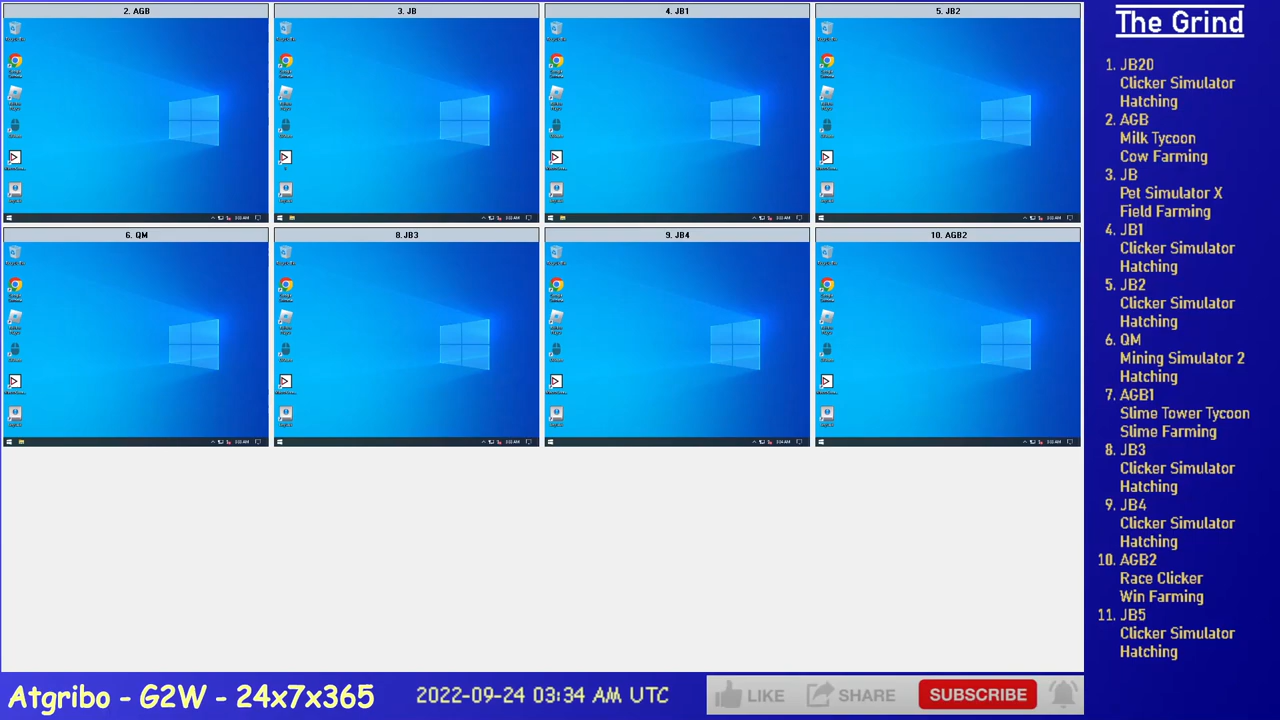 2. AGB
3. JB
4. JB1
5. JB2
6. QM
8. JB3
9. JB4
10. AGB2
The Grind
1. JB20
Clicker Simulator
Hatching
2. AGB
Milk Tycoon
Cow Farming
3. JB
Pet Simulator X
Field Farming
4. JB1
Clicker Simulator
Hatching
5. JB2
Clicker Simulator
Hatching
6. QM
Mining Simulator 2
Hatching
7. AGB1
Slime Tower Tycoon
Slime Farming
8. JB3
Clicker Simulator
Hatching
9. JB4
Clicker Simulator
Hatching
10. AGB2
Race Clicker
Win Farming
11. JB5
Clicker Simulator
Hatching
Atgribo - G2W - 24x7x365
2022-09-24 03:34 AM UTC
LIKE
SHARE
SUBSCRIBE